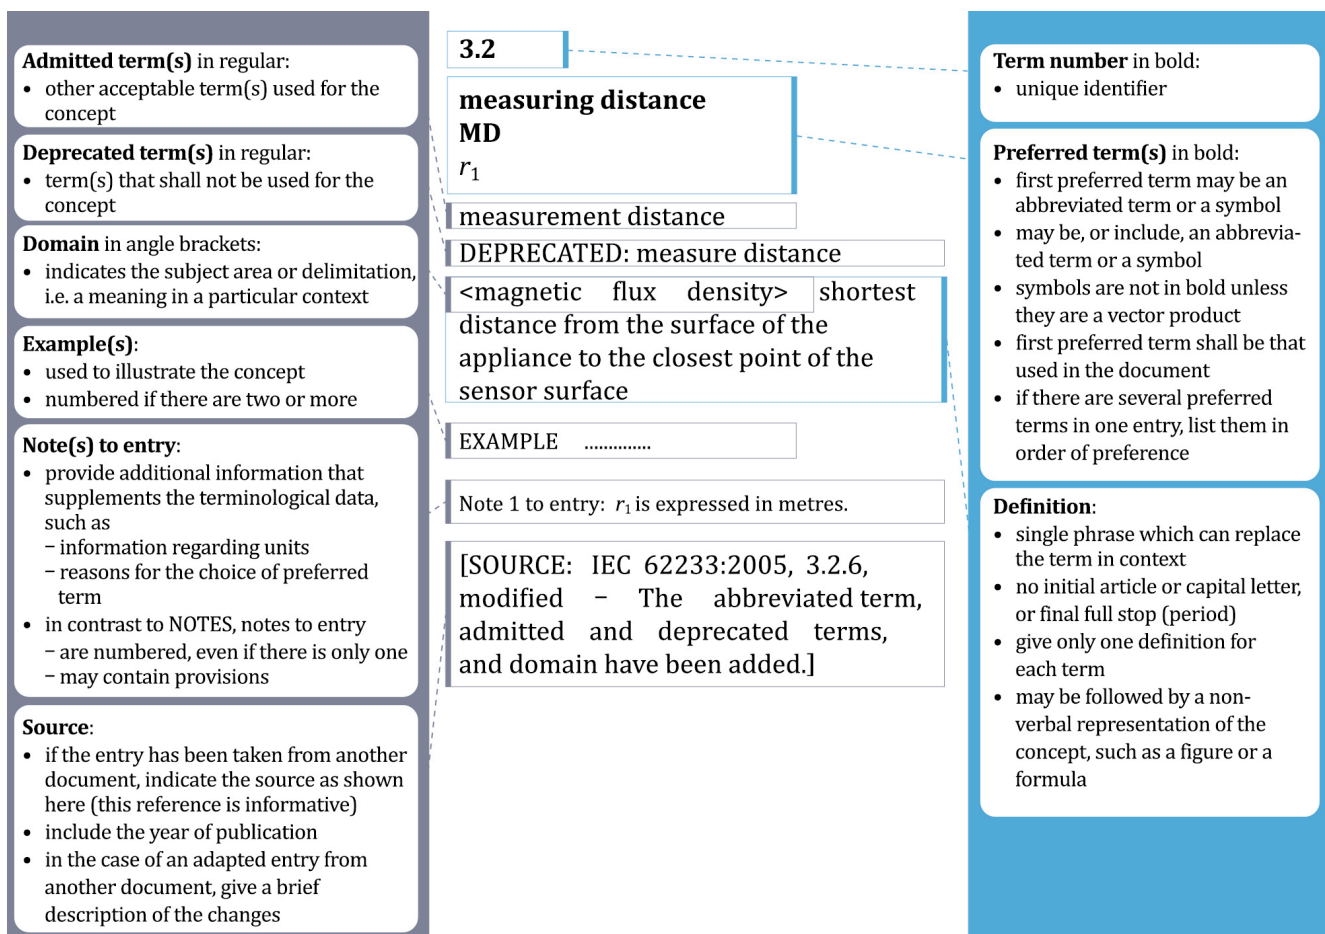 Admitted term(s) in regular:
• other acceptable term(s) used for the
concept
Deprecated term(s) in regular:
• term(s) that shall not be used for the
concept
Domain in angle brackets:
• indicates the subject area or delimitation,
i.e. a meaning in a particular context
Example(s):
• used to illustrate the concept
• numbered if there are two or more
Note(s) to entry:
• provide additional information that
supplements the terminological data,
such as
– information regarding units
– reasons for the choice of preferred
term
• in contrast to NOTES, notes to entry
– are numbered, even if there is only one
– may contain provisions
Source:
• if the entry has been taken from another
document, indicate the source as shown
here (this reference is informative)
• include the year of publication
• in the case of an adapted entry from
another document, give a brief
description of the changes
3.2
measuring distance
MD
r1
measurement distance
DEPRECATED: measure distance
<magnetic flux density> shortest
distance from the surface of the
appliance to the closest point of the
sensor surface
EXAMPLE ..............
Note 1 to entry: r1 is expressed in metres.
[SOURCE: IEC 62233:2005, 3.2.6,
modified – The abbreviated term,
admitted and deprecated terms,
and domain have been added.]
Term number in bold:
• unique identifier
Preferred term(s) in bold:
• first preferred term may be an
abbreviated term or a symbol
• may be, or include, an abbrevia-
ted term or a symbol
• symbols are not in bold unless
they are a vector product
• first preferred term shall be that
used in the document
• if there are several preferred
terms in one entry, list them in
order of preference
Definition:
• single phrase which can replace
the term in context
• no initial article or capital letter,
or final full stop (period)
• give only one definition for
each term
• may be followed by a non-
verbal representation of the
concept, such as a figure or a
formula